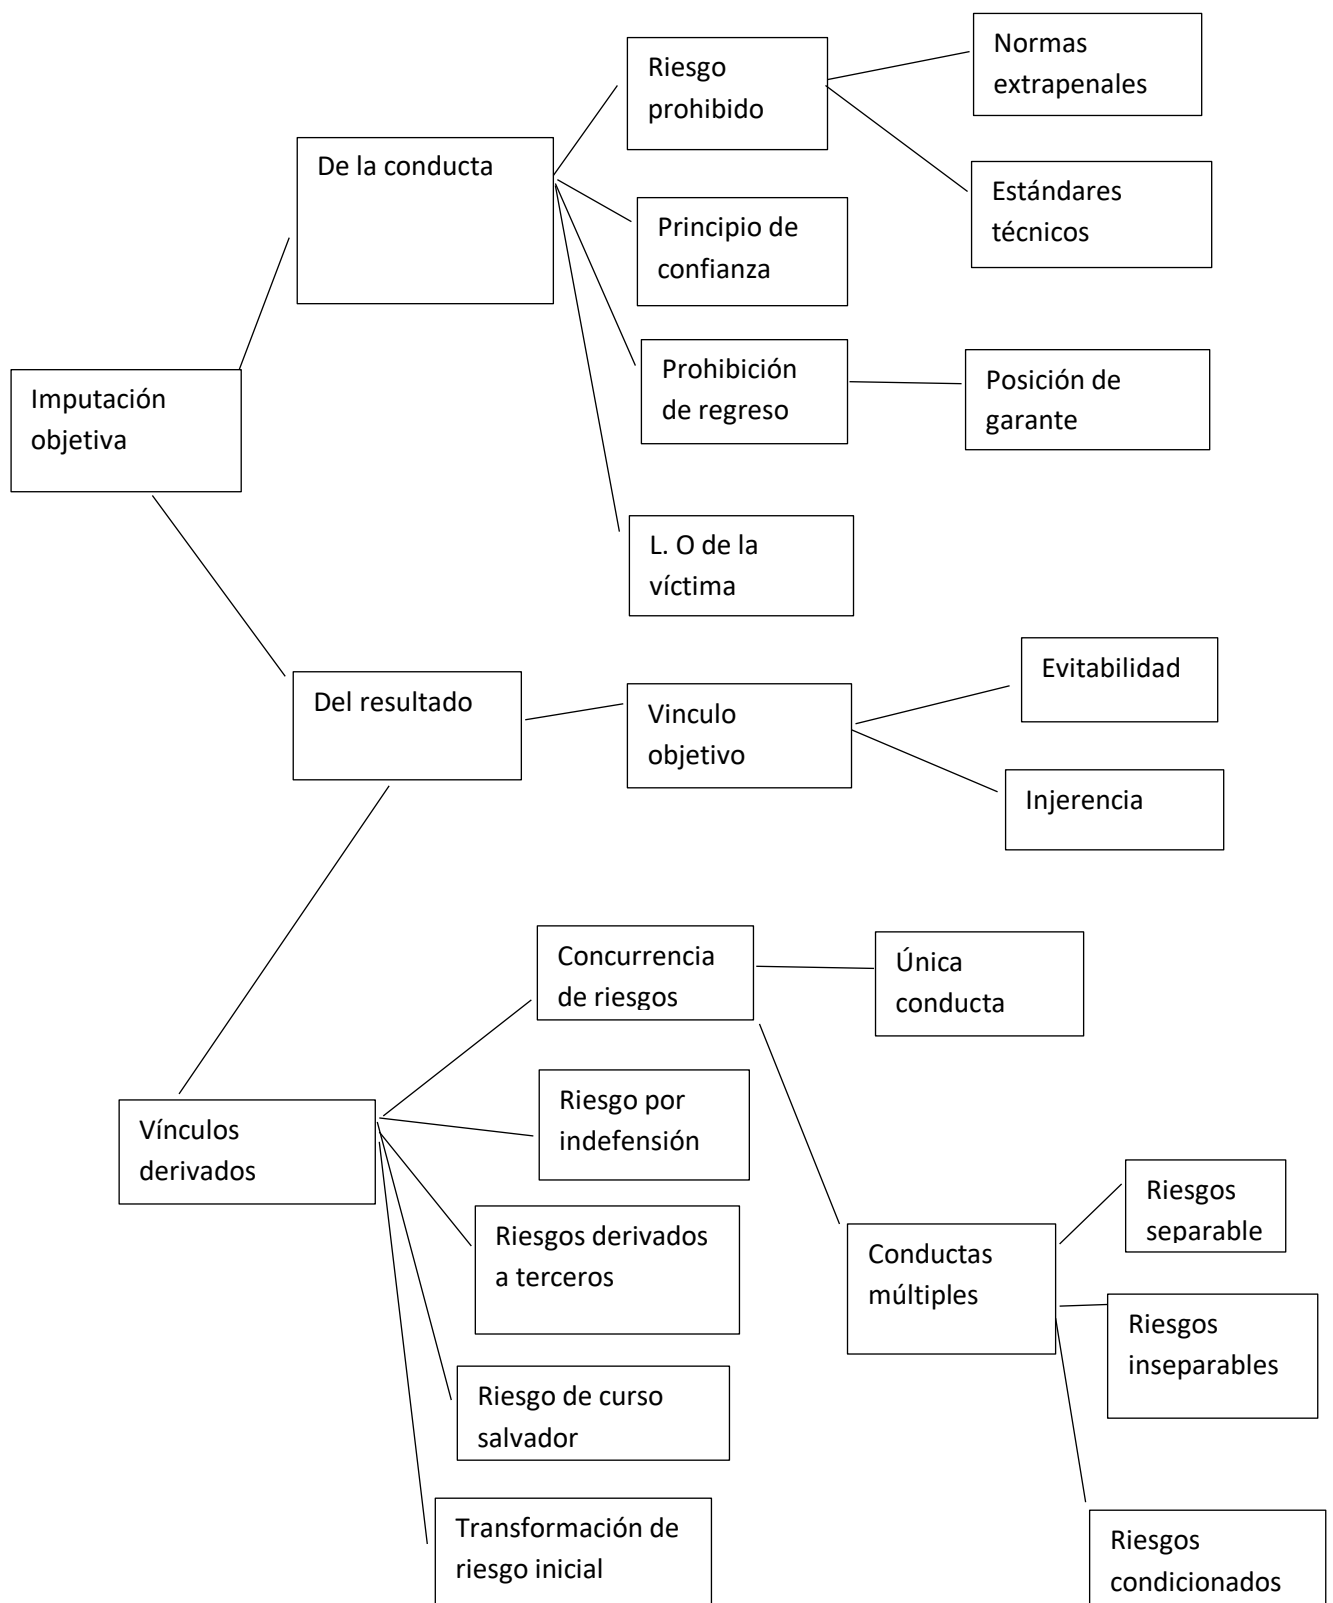 Normas
extrapenales
Riesgo
prohibido
De la conducta
Estándares
técnicos
Principio de
confianza
Prohibición
de regreso
Posición de
garante
Imputación
objetiva
L. O de la
víctima
Evitabilidad
Del resultado
Vinculo
objetivo
Injerencia
Concurrencia
de riesgos
Única
conducta
Riesgo por
indefensión
Vínculos
derivados
Riesgos
separable
Riesgos derivados
a terceros
Conductas
múltiples
Riesgos
inseparables
Riesgo de curso
salvador
Transformación de
riesgo inicial
Riesgos
condicionados